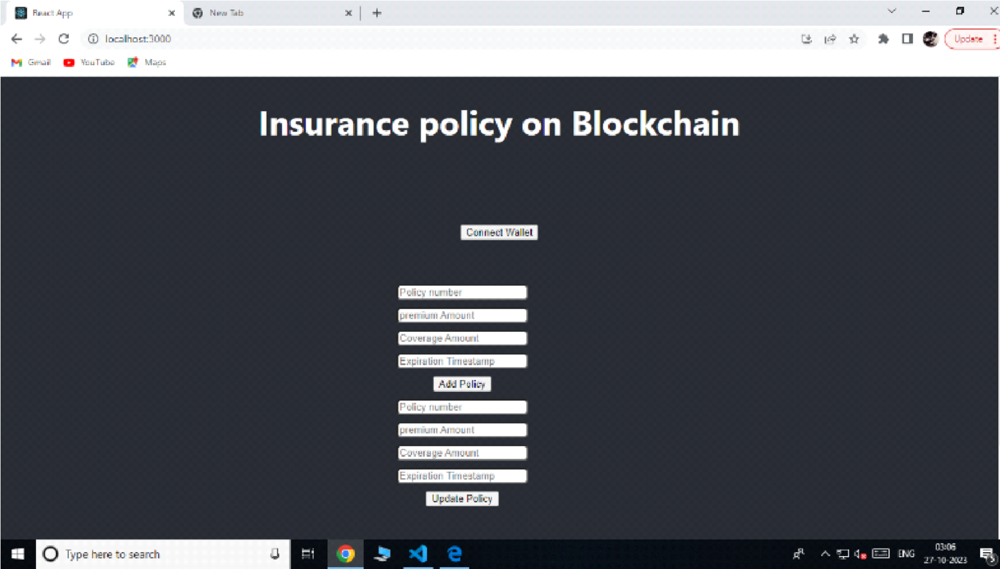 React App
New Tab
localhost:3000
Update
Gmail
YouTube
Maps
Insurance policy on Blockchain
Connect Wallet
Policy number
premium Amount
Coverage Amount
Expiration Timestamp
Add Policy
Policy number
premium Amount
Coverage Amount
Expiration Timestamp
Update Policy
Type here to search
ENG
03:06
27-10-2023